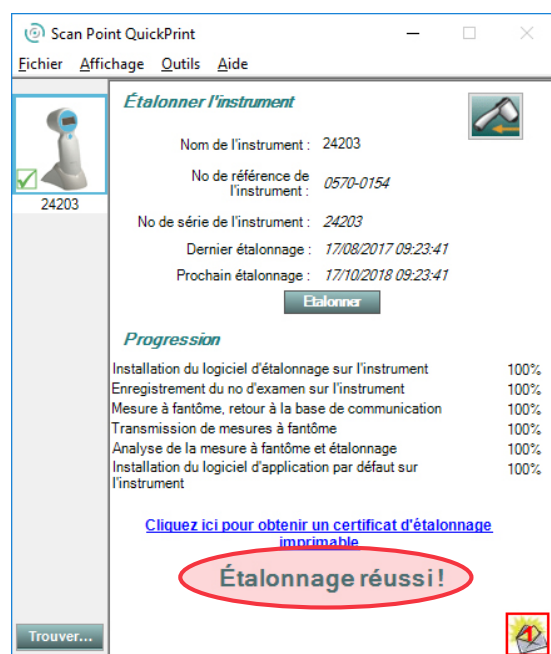 Scan Point QuickPrint
Fichier Affichage Outils Aide
Étalonner l'instrument
Nom de l'instrument : 24203
No de référence de
l'instrument : 0570-0154
24203
No de série de l'instrument : 24203
Dernier étalonnage : 17/08/2017 09:23:41
Prochain étalonnage : 17/10/2018 09:23:41
Etalonner
Progression
Installation du logiciel d'étalonnage sur l'instrument 100%
Enregistrement du no d'examen sur l'instrument 100%
Mesure à fantôme, retour à la base de communication 100%
Transmission de mesures à fantôme 100%
Analyse de la mesure à fantôme et étalonnage 100%
Installation du logiciel d'application par défaut sur 100%
l'instrument
Cliquez ici pour obtenir un certificat d'étalonnage
imprimable
Étalonnage réussi !
Trouver...
1